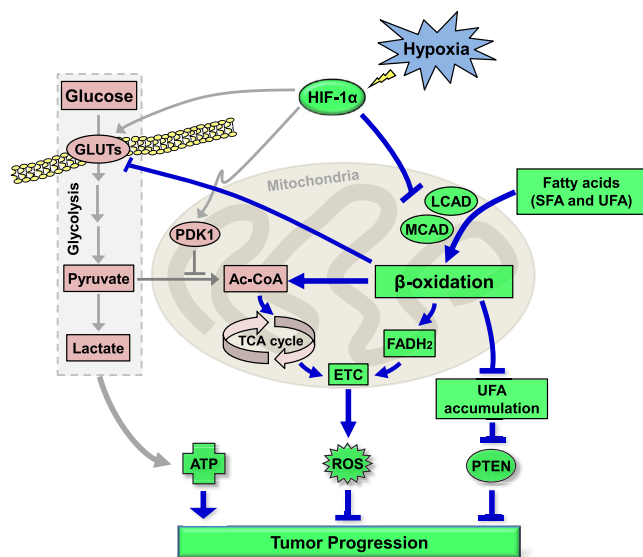 Hypoxia
Glucose
HIF-1α
GLUTs
Mitochondria
Glycolysis
LCAD
MCAD
Fatty acids
(SFA and UFA)
PDK1
Pyruvate
Ac-CoA
β-oxidation
TCA cycle
FADH2
Lactate
ETC
UFA
accumulation
ATP
ROS
PTEN
Tumor Progression